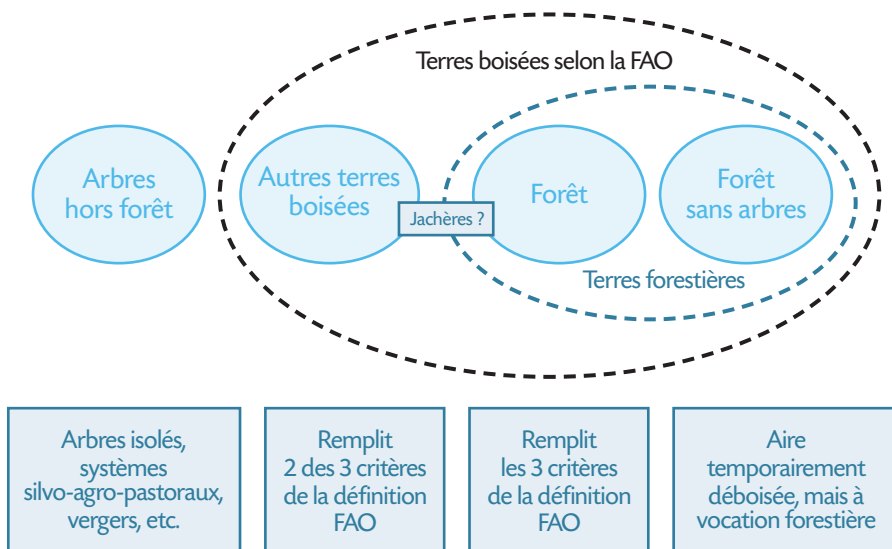 Terres boisées selon la FAO
Arbres
hors forêt
Autres terres
boisées
Forêt
Forêt
sans arbres
Jachères ?
Terres forestières
Arbres isolés,
systèmes
silvo-agro-pastoraux,
vergers, etc.
Remplit
2 des 3 critères
de la définition
FAO
Remplit
les 3 critères
de la définition
FAO
Aire
temporairement
déboisée, mais à
vocation forestière